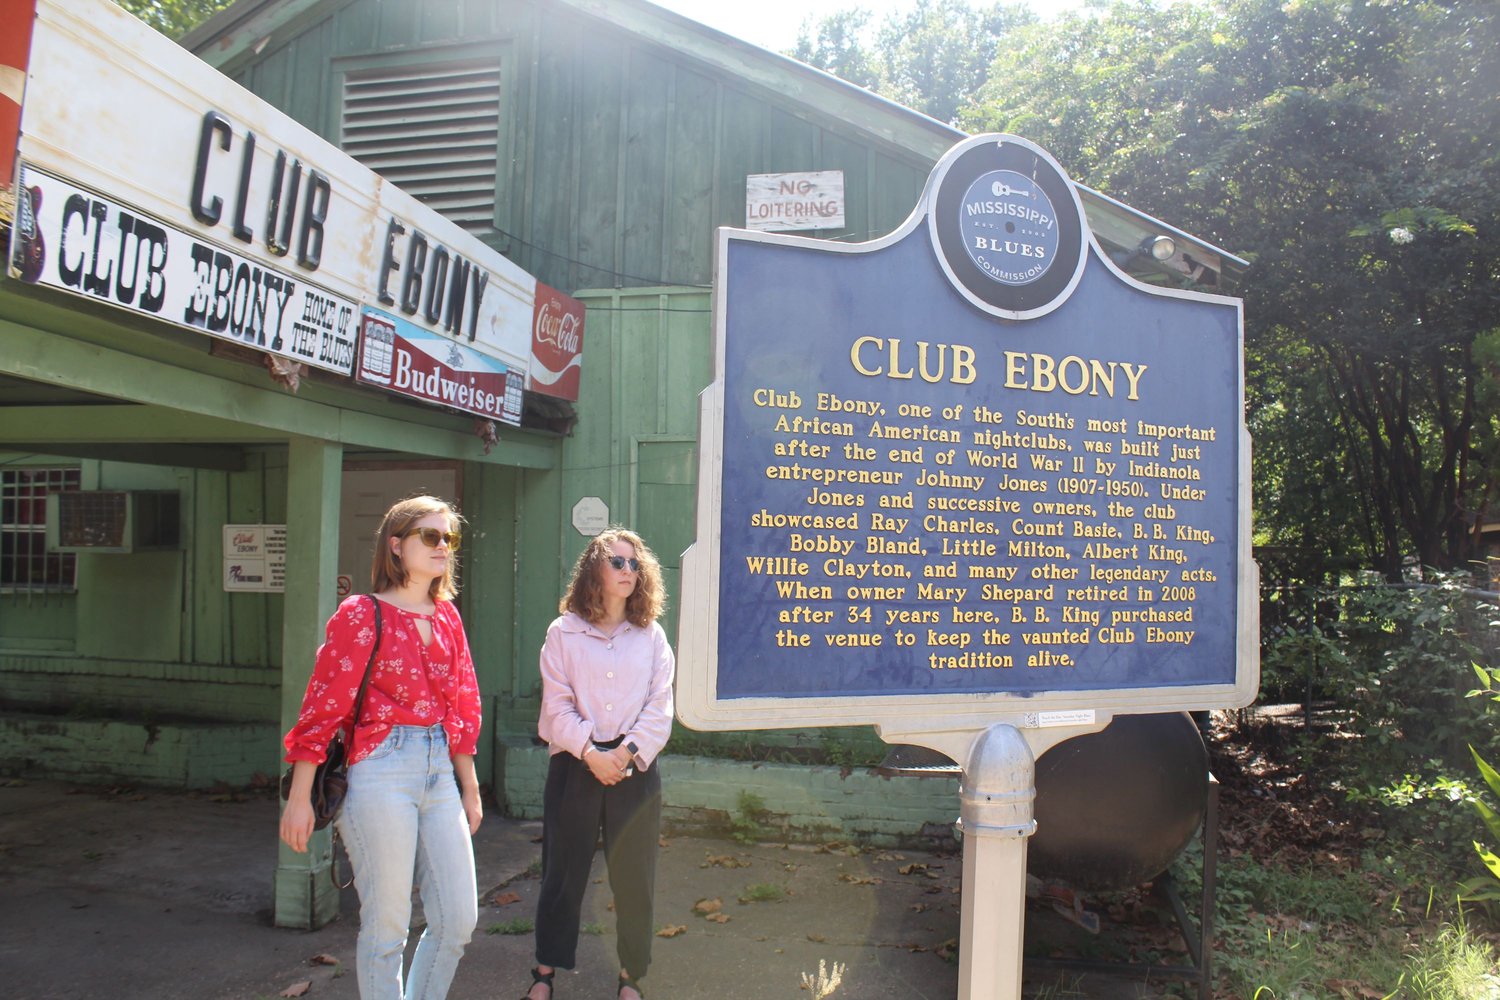 CLUB EBONY
CLUB EBONY
HOME OF
THE BLUES
Budweiser
Enjoy
Coca-Cola
NO
LOITERING
Club
EBONY
MISSISSIPPI
EST. 2006
BLUES
COMMISSION
CLUB EBONY
Club Ebony, one of the South's most important
African American nightclubs, was built just
after the end of World War II by Indianola
entrepreneur Johnny Jones (1907-1950). Under
Jones and successive owners, the club
showcased Ray Charles, Count Basie, B. B. King,
Bobby Bland, Little Milton, Albert King,
Willie Clayton, and many other legendary acts.
When owner Mary Shepard retired in 2008
after 34 years here, B. B. King purchased
the venue to keep the vaunted Club Ebony
tradition alive.